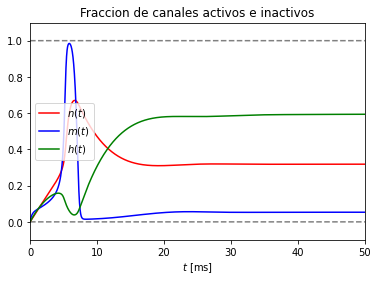 Fraccion de canales activos e inactivos
1.0
0.8
0.6
0.4
0.2
0.0
n(t)
m(t)
h(t)
0 10 20 30 40 50
t [ms]